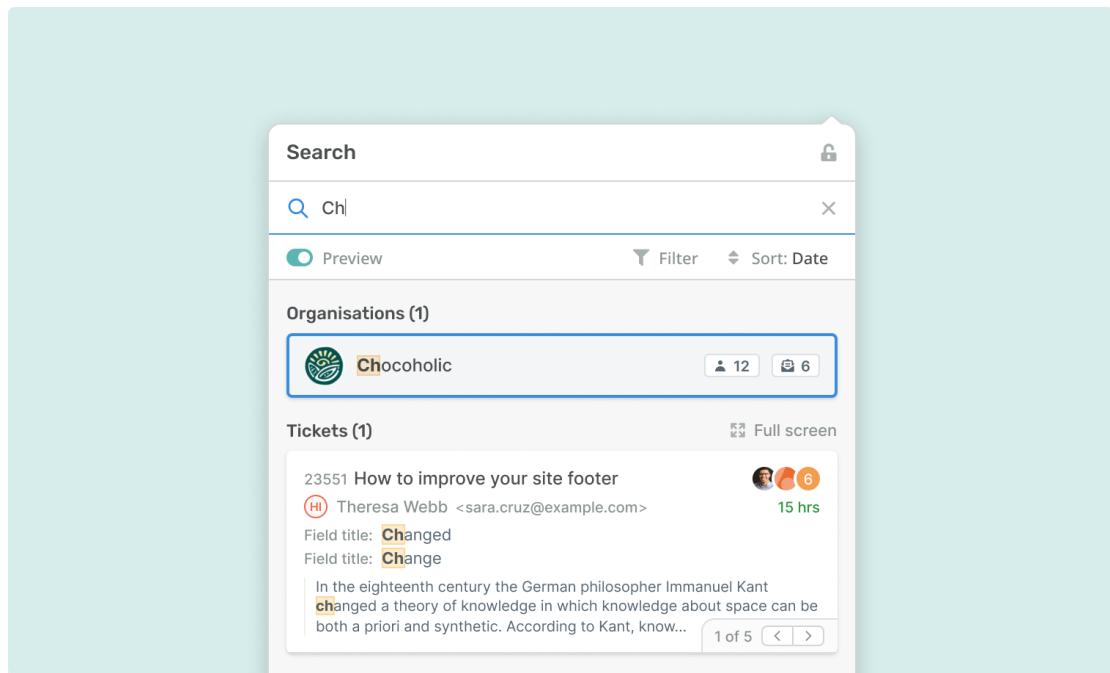 Search
Ch
Preview Filter Sort: Date
Organisations (1)
Chocoholic 12 6
Tickets (1) Full screen
23551 How to improve your site footer 6
HI Theresa Webb <sara.cruz@example.com> 15 hrs
Field title: Changed
Field title: Change
In the eighteenth century the German philosopher Immanuel Kant
changed a theory of knowledge in which knowledge about space can be
both a priori and synthetic. According to Kant, know...
1 of 5